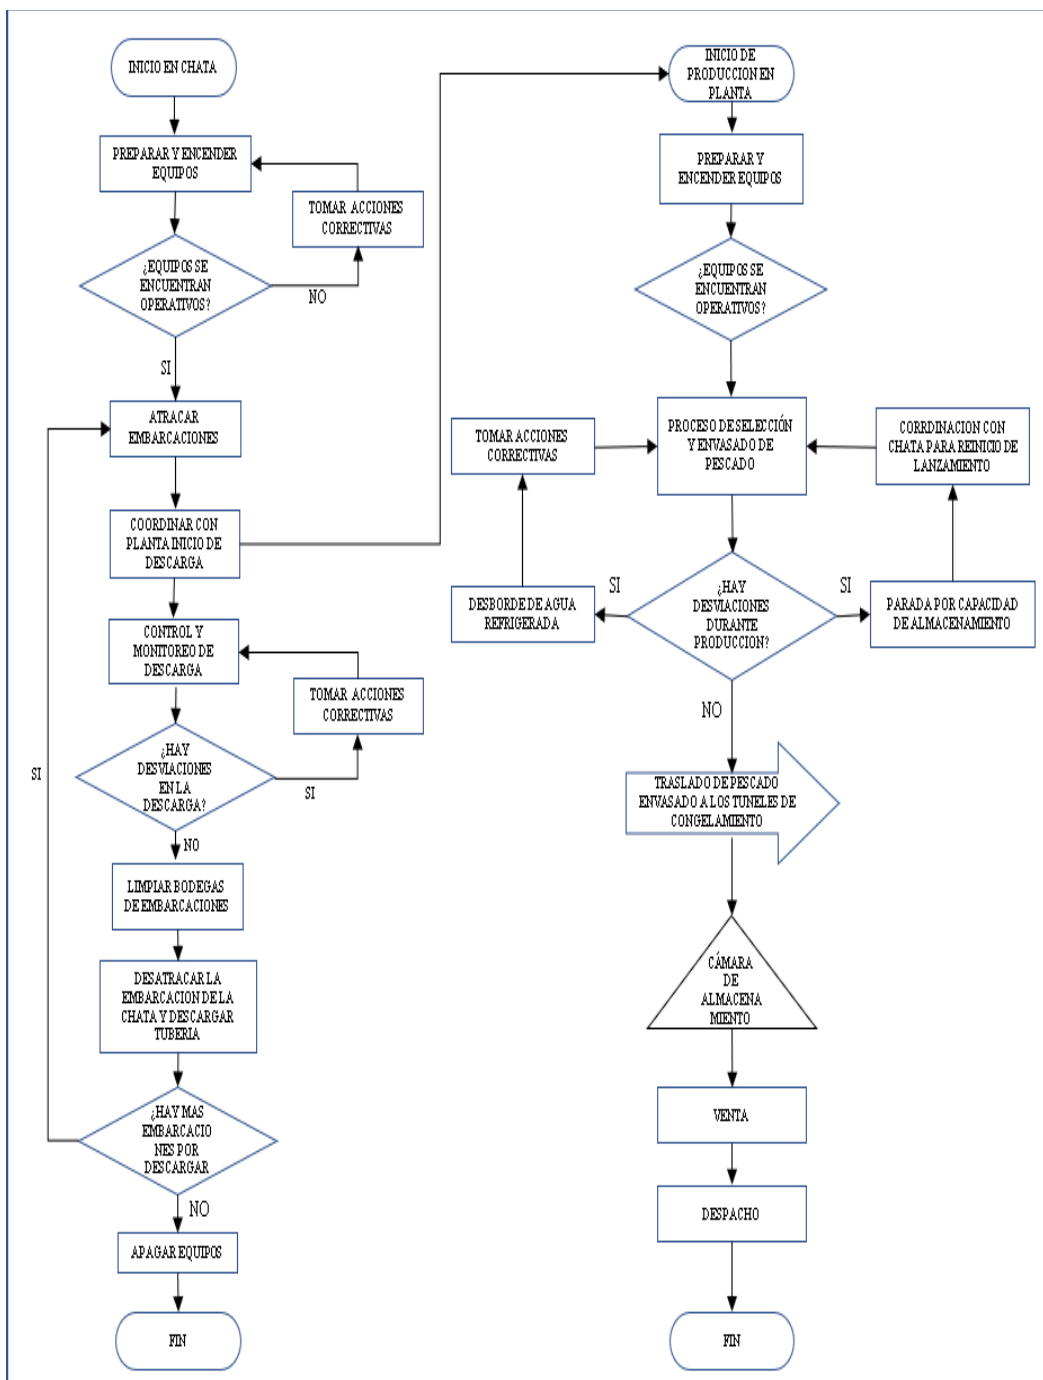 INICIO EN CHATA
PREPARAR Y ENCENDER
EQUIPOS
TOMAR ACCIONES
CORRECTIVAS
¿EQUIPOS SE
ENCUENTRAN
OPERATIVOS?
NO
SI
ATRACAR
EMBARCACIONES
COORDINAR CON
PLANTA INICIO DE
DESCARGA
CONTROL Y
MONITOREO DE
DESCARGA
TOMAR ACCIONES
CORRECTIVAS
¿HAY
DESVIACIONES
EN LA
DESCARGA?
SI
SI
NO
LIMPIAR BODEGAS
DE EMBARCACIONES
DESATRACAR LA
EMBARCACION DE LA
CHATA Y DESCARGAR
TUBERIA
¿HAY MAS
EMBARCACIO
NES POR
DESCARGAR
NO
APAGAR EQUIPOS
FIN
INICIO DE
PRODUCCION EN
PLANTA
PREPARAR Y
ENCENDER EQUIPOS
¿EQUIPOS SE
ENCUENTRAN
OPERATIVOS?
PROCESO DE SELECCIÓN
Y ENVASADO DE
PESCADO
TOMAR ACCIONES
CORRECTIVAS
CORRDINACION CON
CHATA PARA REINICIO DE
LANZAMIENTO
DESBORDE DE AGUA
REFRIGERADA
SI
¿HAY
DESVIACIONES
DURANTE
PRODUCCION?
SI
PARADA POR CAPACIDAD
DE ALMACENAMIENTO
NO
TRASLADO DE PESCADO
ENVASADO A LOS TUNELES DE
CONGELAMIENTO
CÁMARA
DE
ALMACENA
MIENTO
VENTA
DESPACHO
FIN